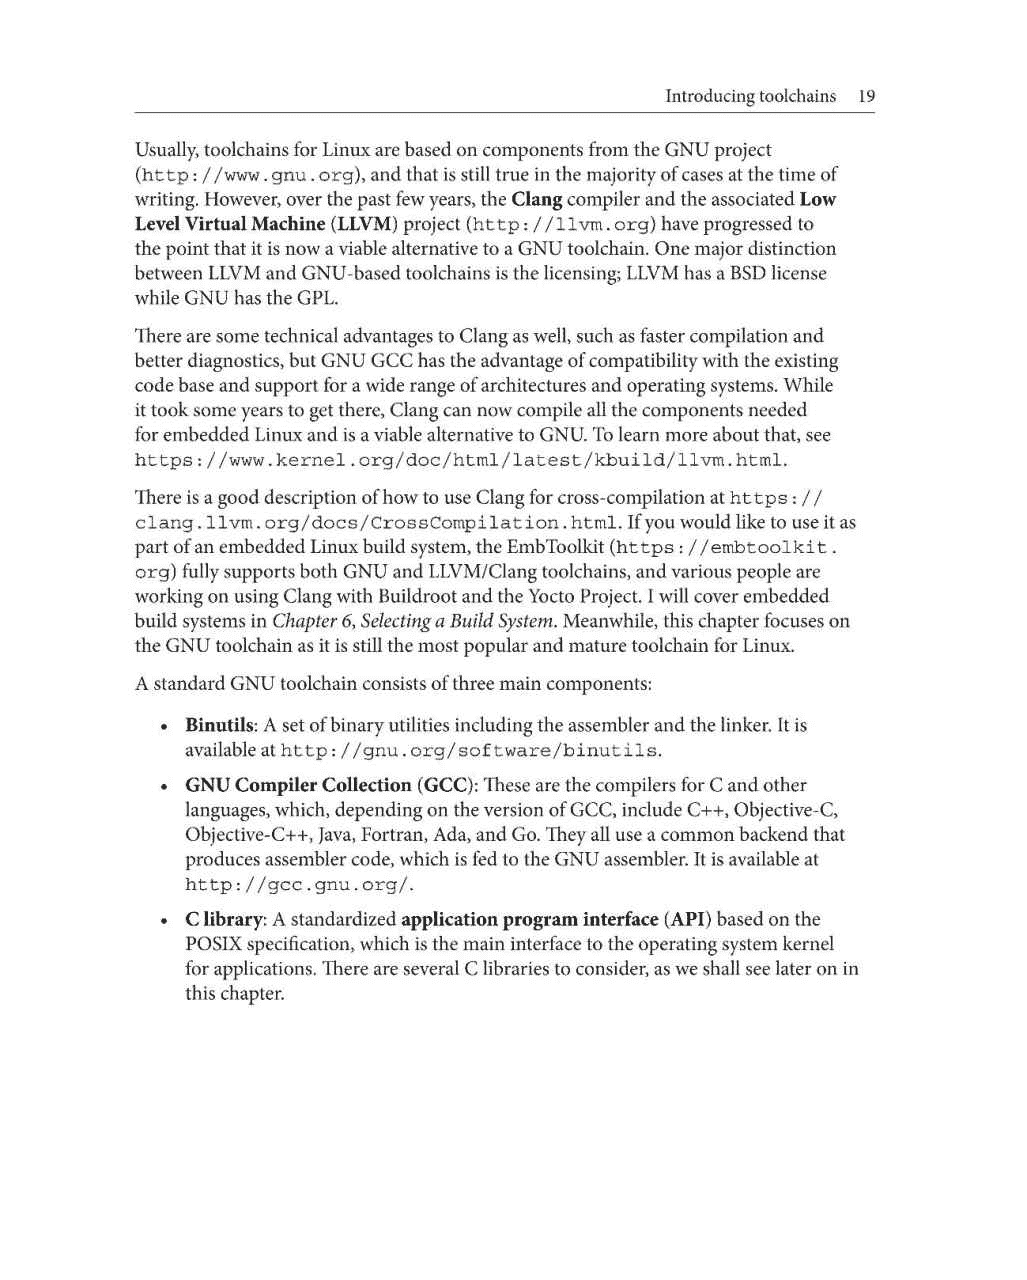 Introducing toolchains 19
Usually, toolchains for Linux are based on components from the GNU project
(http://www.gnu.org), and that is still true in the majority of cases at the time of
writing. However, over the past few years, the Clang compiler and the associated Low
Level Virtual Machine (LLVM) project (http://llvm.org) have progressed to
the point that it is now a viable alternative to a GNU toolchain. One major distinction
between LLVM and GNU-based toolchains is the licensing; LLVM has a BSD license
while GNU has the GPL.
There are some technical advantages to Clang as well, such as faster compilation and
better diagnostics, but GNU GCC has the advantage of compatibility with the existing
code base and support for a wide range of architectures and operating systems. While
it took some years to get there, Clang can now compile all the components needed
for embedded Linux and is a viable alternative to GNU. To learn more about that, see
https://www.kernel.org/doc/html/latest/kbuild/llvm.html.
There is a good description of how to use Clang for cross-compilation at https://
clang.llvm.org/docs/CrossCompilation.html. If you would like to use it as
part of an embedded Linux build system, the EmbToolkit (https://embtoolkit.
org) fully supports both GNU and LLVM/Clang toolchains, and various people are
working on using Clang with Buildroot and the Yocto Project. I will cover embedded
build systems in Chapter 6, Selecting a Build System. Meanwhile, this chapter focuses on
the GNU toolchain as it is still the most popular and mature toolchain for Linux.
A standard GNU toolchain consists of three main components:
• Binutils: A set of binary utilities including the assembler and the linker. It is
available at http://gnu.org/software/binutils.
• GNU Compiler Collection (GCC): These are the compilers for C and other
languages, which, depending on the version of GCC, include C++, Objective-C,
Objective-C++, Java, Fortran, Ada, and Go. They all use a common backend that
produces assembler code, which is fed to the GNU assembler. It is available at
http://gcc.gnu.org/.
• C library: A standardized application program interface (API) based on the
POSIX specification, which is the main interface to the operating system kernel
for applications. There are several C libraries to consider, as we shall see later on in
this chapter.